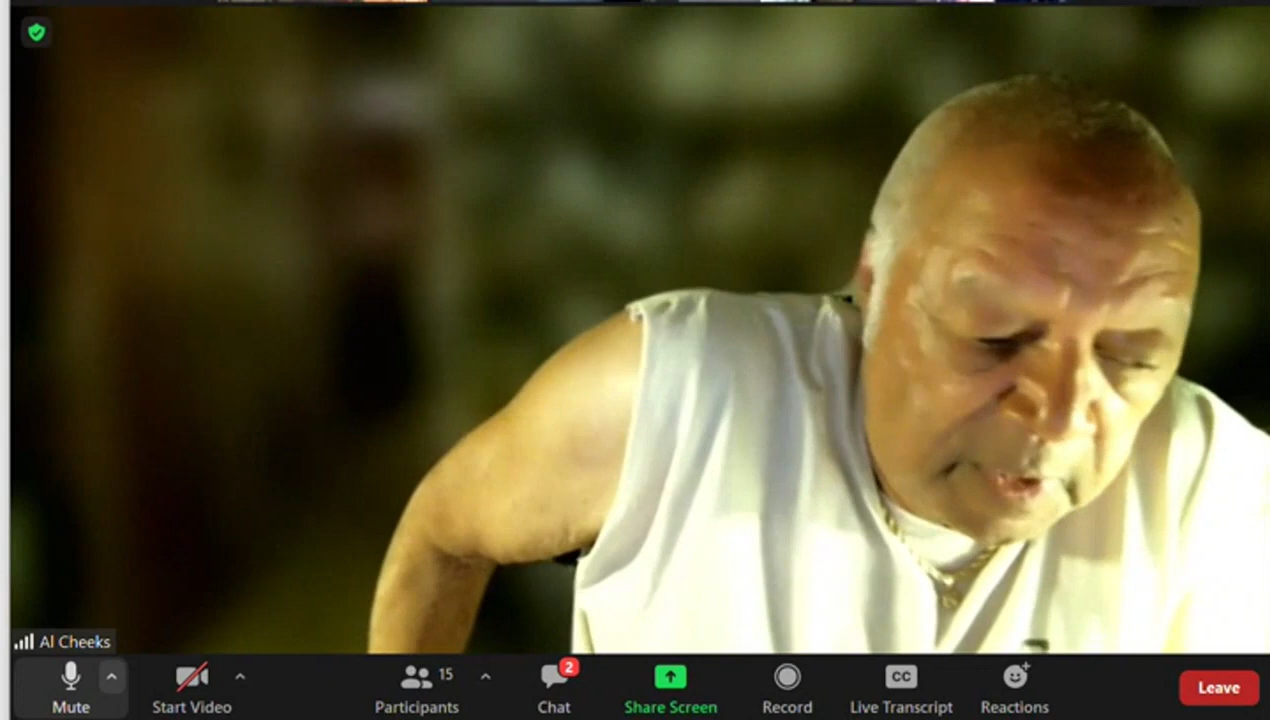 Al Cheeks
15
2
CC
Mute
Start Video
Participants
Chat
Share Screen
Record
Live Transcript
Reactions
Leave